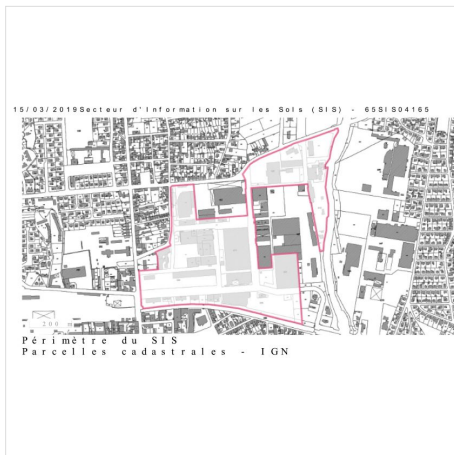 15/03/2019Secteur d'Information sur les Sols (SIS) - 65SIS04165
200 m
Périmètre du SIS
Parcelles cadastrales - IGN